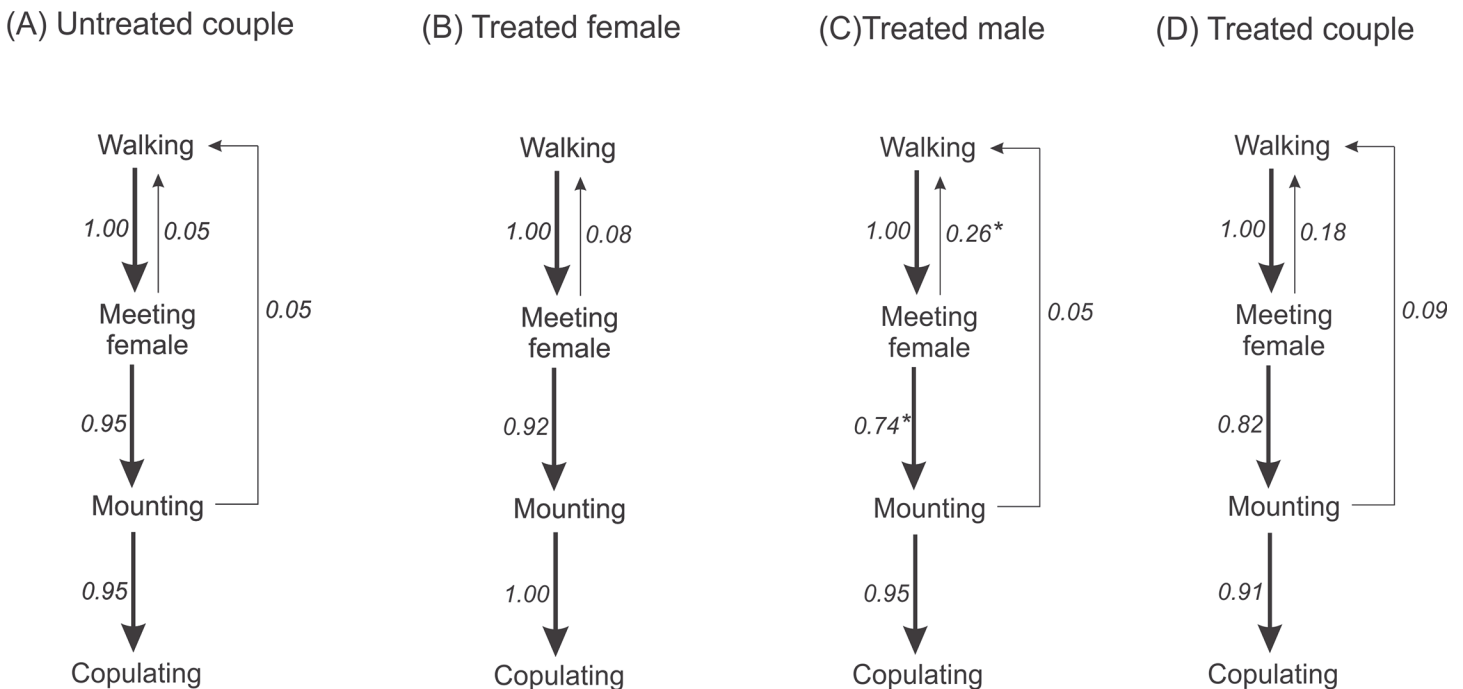 (A) Untreated couple
Walking
1.00
0.05
Meeting
female
0.05
0.95
Mounting
0.95
Copulating
(B) Treated female
Walking
1.00
0.08
Meeting
female
0.92
Mounting
1.00
Copulating
(C)Treated male
Walking
1.00
0.26*
Meeting
female
0.05
0.74*
Mounting
0.95
Copulating
(D) Treated couple
Walking
1.00
0.18
Meeting
female
0.09
0.82
Mounting
0.91
Copulating